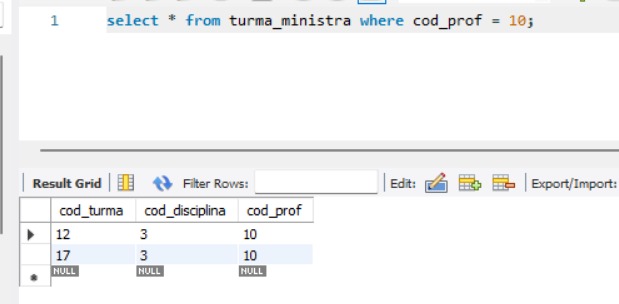 1 select * from turma_ministra where cod_prof = 10;
Result Grid Filter Rows: Edit: Export/Import:
cod_turma cod_disciplina cod_prof
12 3 10
17 3 10
NULL NULL NULL